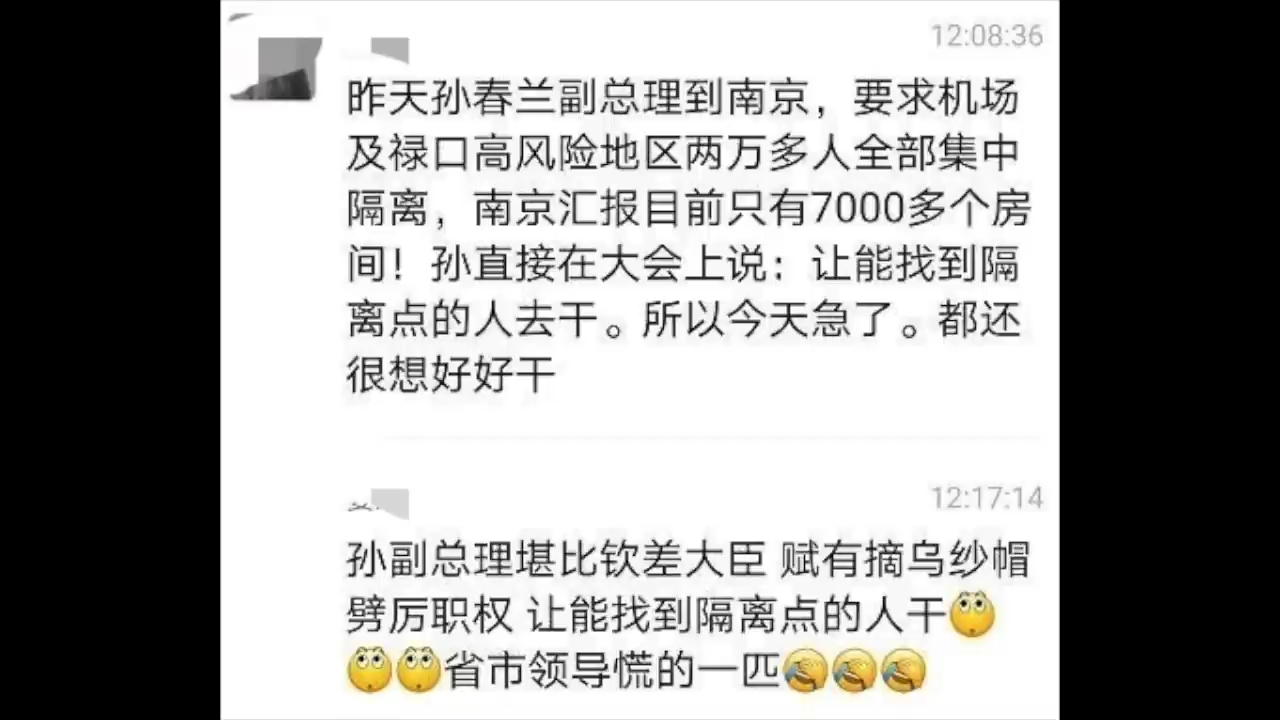 12:08:36
昨天孙春兰副总理到南京，要求机场
及禄口高风险地区两万多人全部集中
隔离，南京汇报目前只有7000多个房
间！孙直接在大会上说：让能找到隔
离点的人去干。所以今天急了。都还
很想好好干
12:17:14
孙副总理堪比钦差大臣 赋有摘乌纱帽
劈厉职权 让能找到隔离点的人干
省市领导慌的一匹